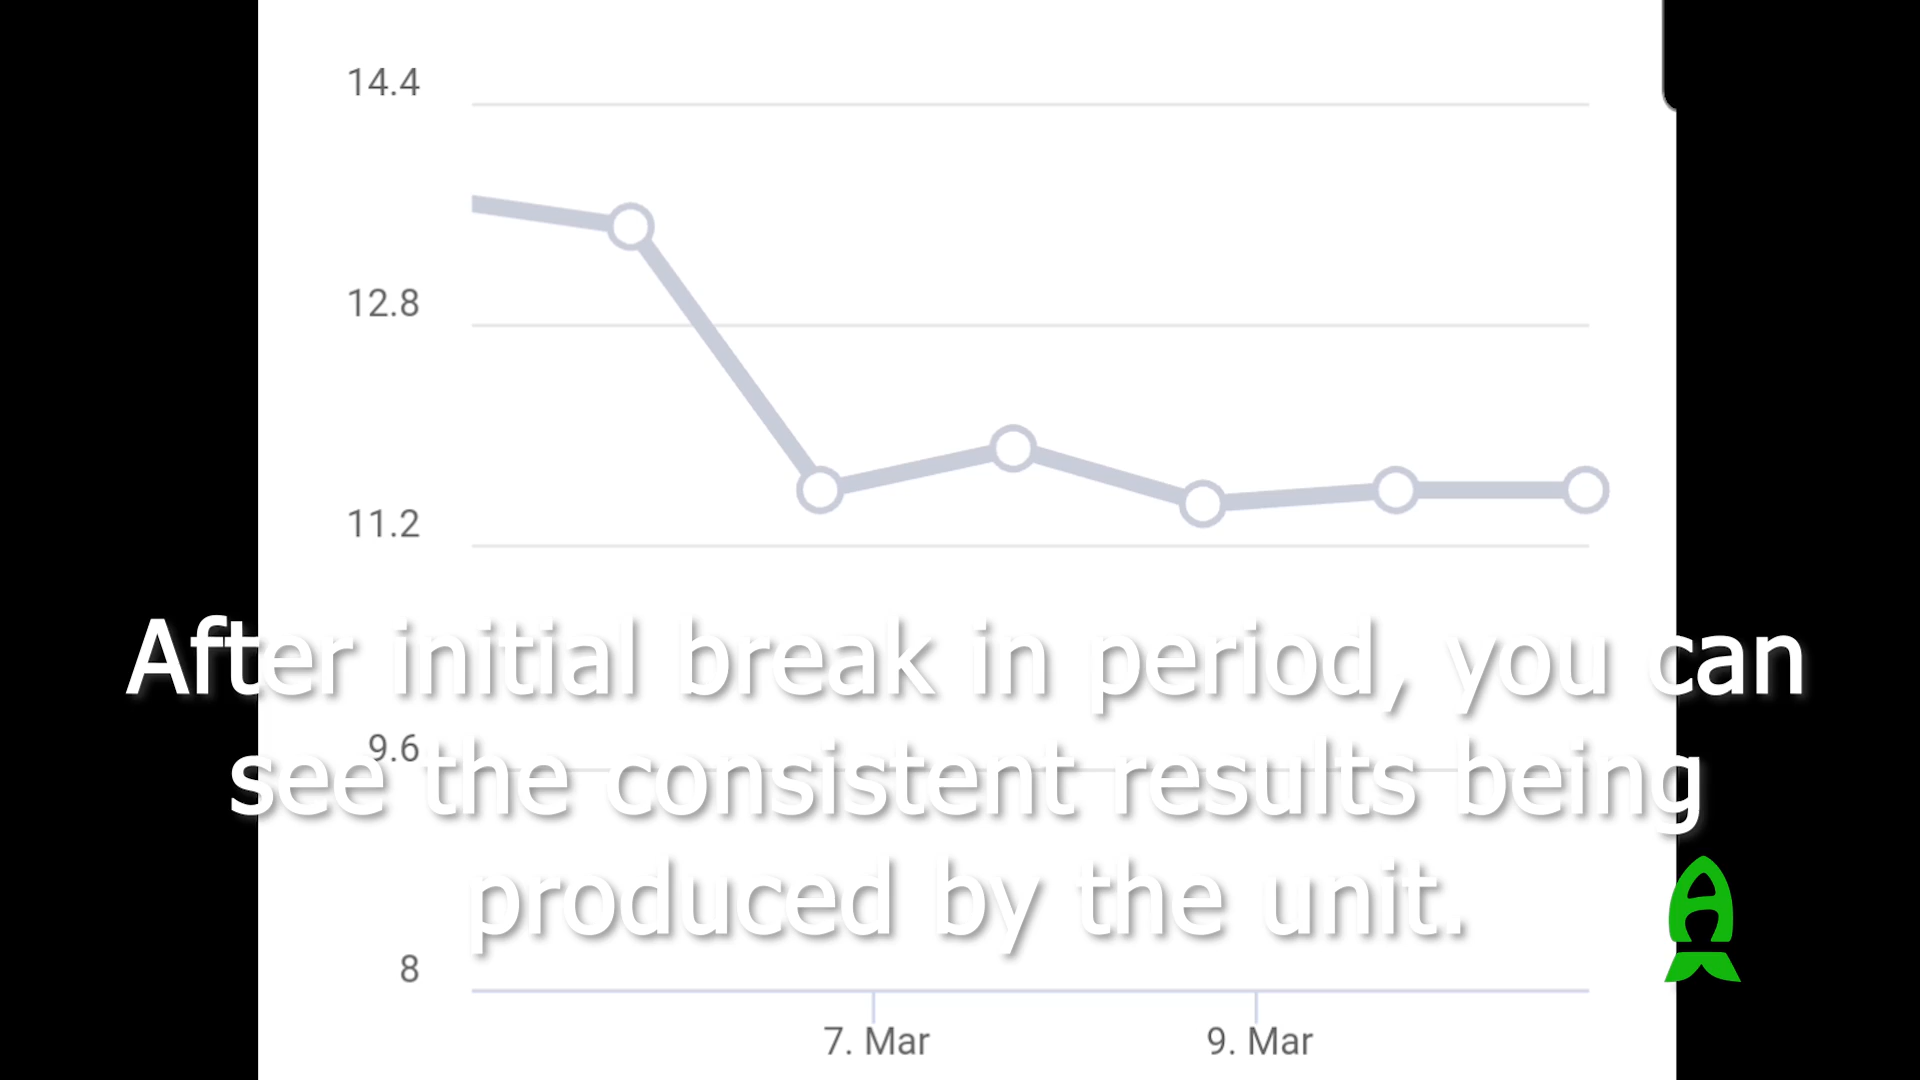 14.4
12.8
11.2
After initial break in period, you can
9.6
see the consistent results being
produced by the unit.
8
7. Mar
9. Mar